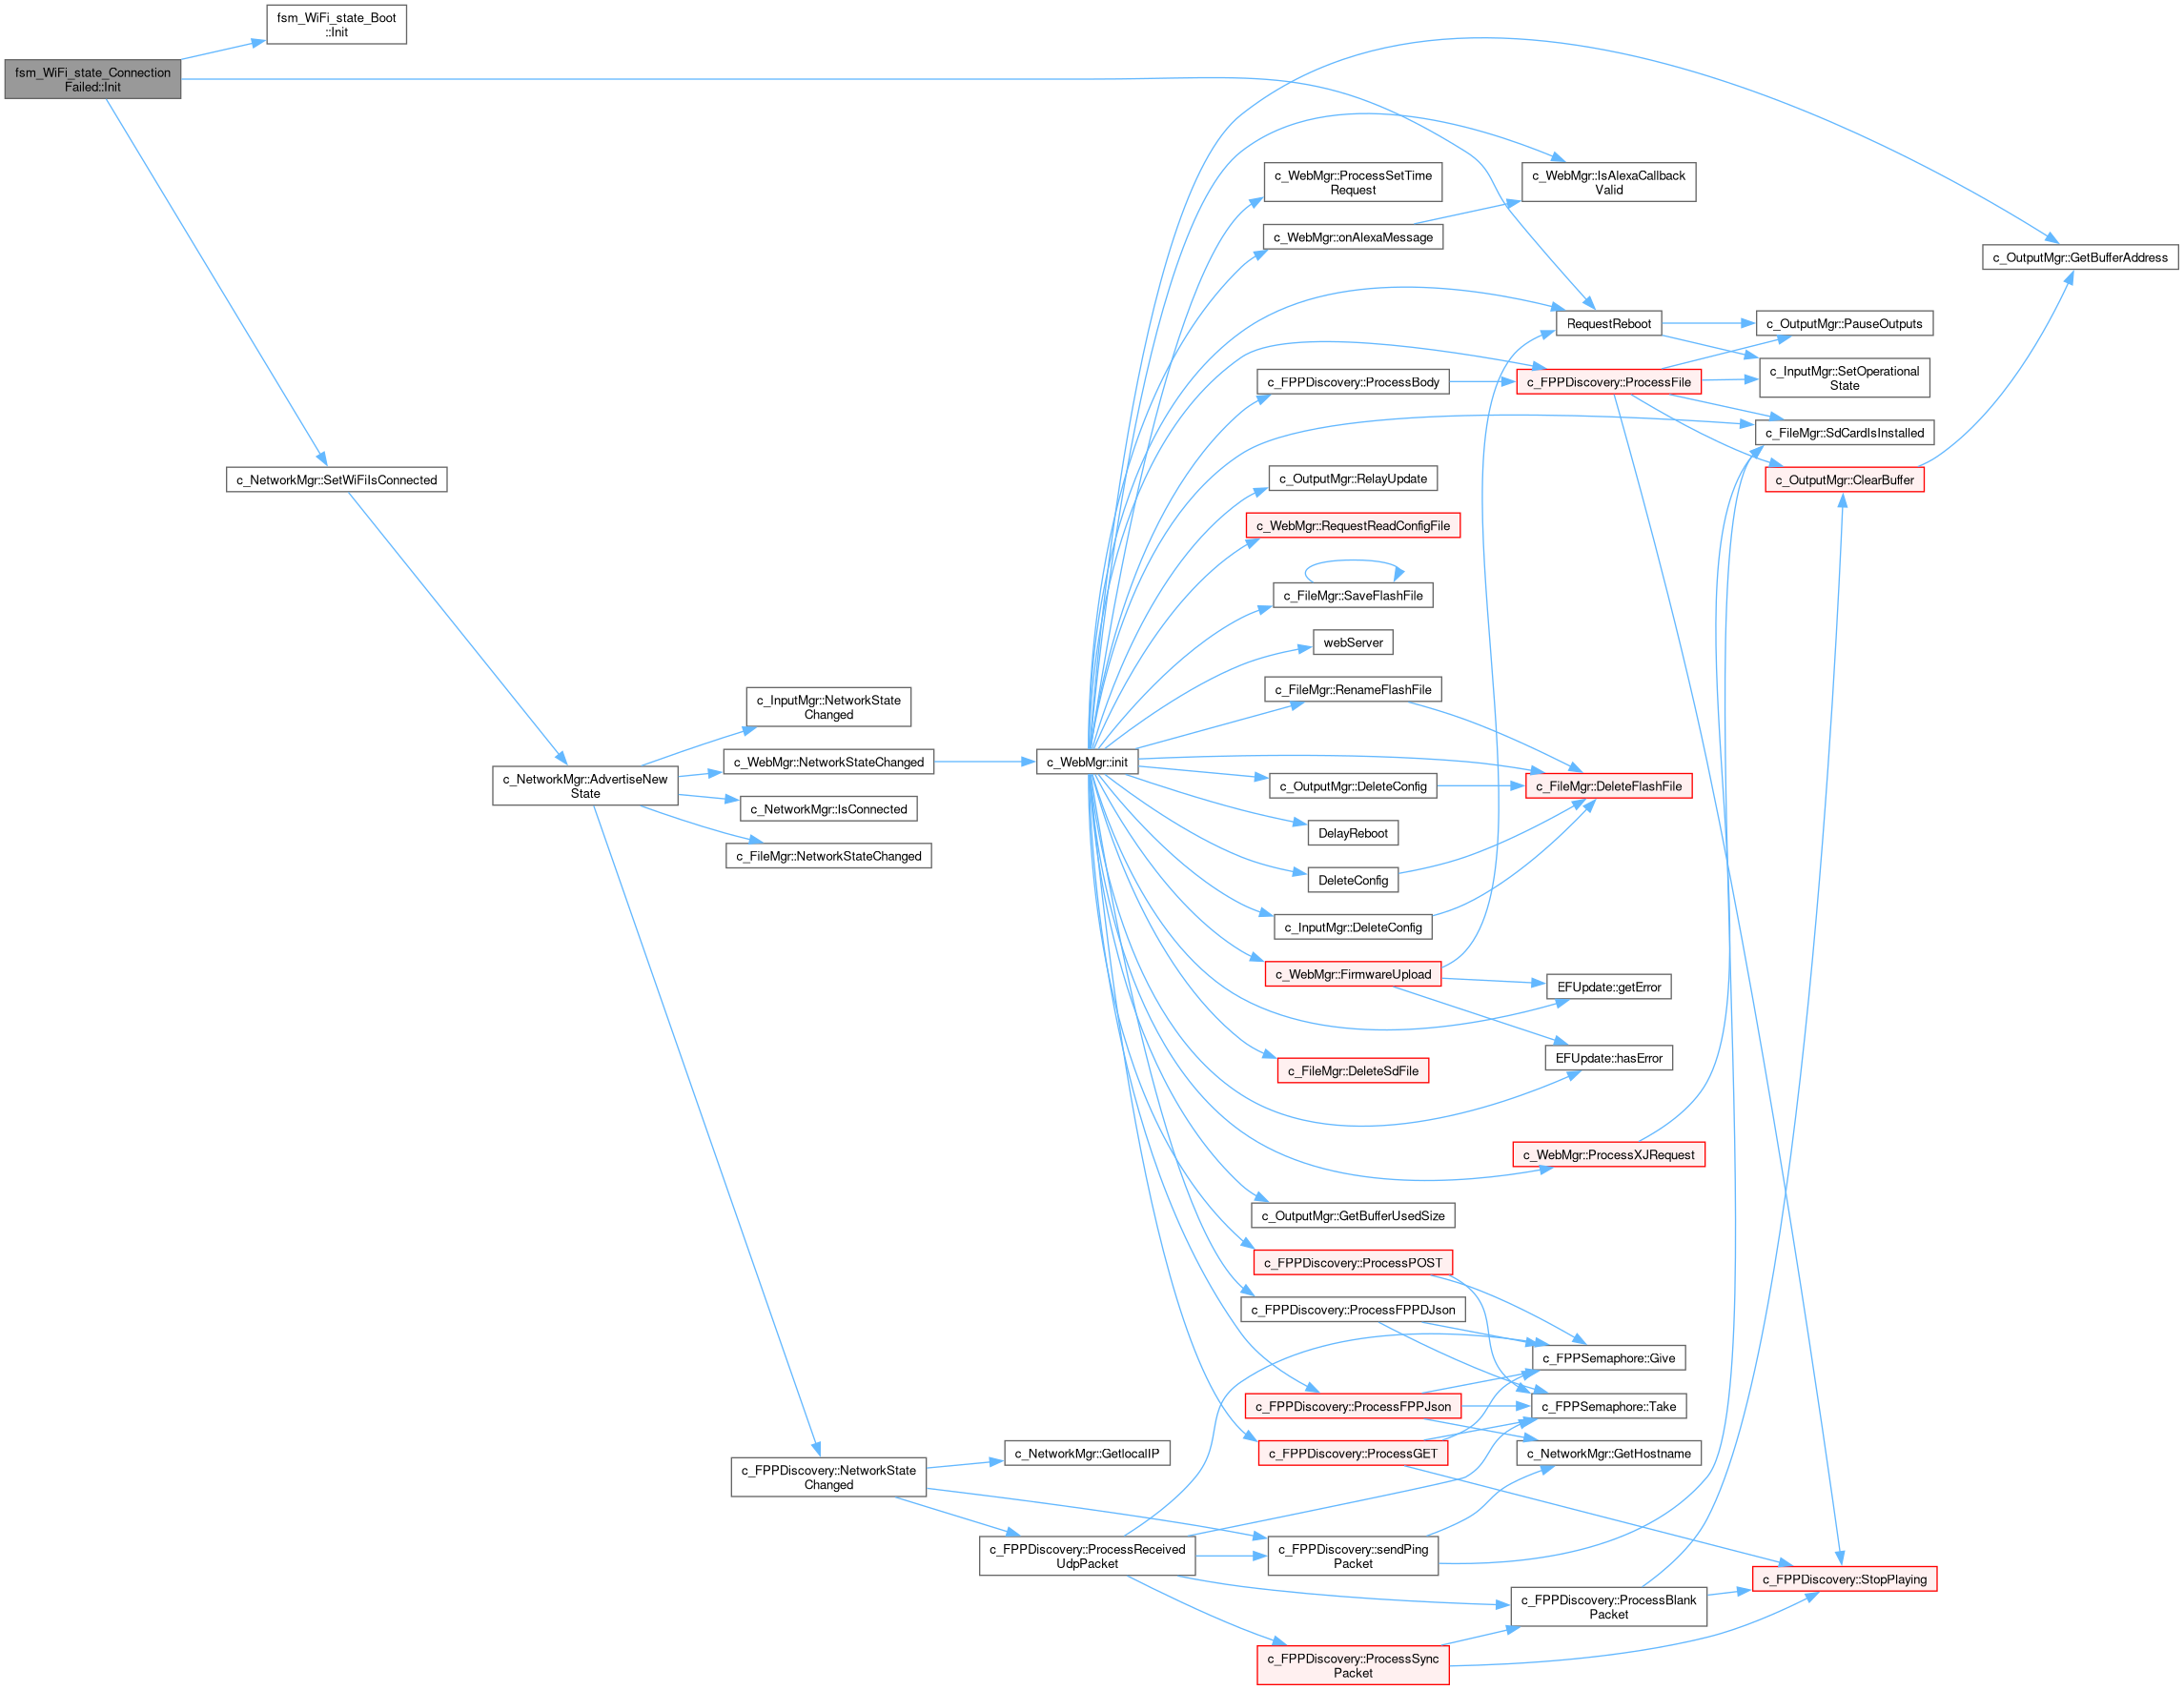 fsm_WiFi_state_Boot
::Init
fsm_WiFi_state_Connection
Failed::Init
c_NetworkMgr::SetWiFiIsConnected
c_NetworkMgr::AdvertiseNew
State
c_InputMgr::NetworkState
Changed
c_WebMgr::NetworkStateChanged
c_NetworkMgr::IsConnected
c_FileMgr::NetworkStateChanged
c_FPPDiscovery::NetworkState
Changed
c_WebMgr::init
c_NetworkMgr::GetlocalIP
c_FPPDiscovery::ProcessReceived
UdpPacket
c_WebMgr::ProcessSetTime
Request
c_WebMgr::onAlexaMessage
c_FPPDiscovery::ProcessBody
c_OutputMgr::RelayUpdate
c_WebMgr::RequestReadConfigFile
c_FileMgr::SaveFlashFile
webServer
c_FileMgr::RenameFlashFile
c_OutputMgr::DeleteConfig
DelayReboot
DeleteConfig
c_InputMgr::DeleteConfig
c_WebMgr::FirmwareUpload
c_FileMgr::DeleteSdFile
c_OutputMgr::GetBufferUsedSize
c_FPPDiscovery::ProcessPOST
c_FPPDiscovery::ProcessFPPDJson
c_FPPDiscovery::ProcessFPPJson
c_FPPDiscovery::ProcessGET
c_FPPDiscovery::sendPing
Packet
c_FPPDiscovery::ProcessSync
Packet
c_WebMgr::IsAlexaCallback
Valid
RequestReboot
c_FPPDiscovery::ProcessFile
c_FileMgr::DeleteFlashFile
EFUpdate::getError
EFUpdate::hasError
c_WebMgr::ProcessXJRequest
c_FPPSemaphore::Give
c_FPPSemaphore::Take
c_NetworkMgr::GetHostname
c_FPPDiscovery::ProcessBlank
Packet
c_OutputMgr::PauseOutputs
c_InputMgr::SetOperational
State
c_FileMgr::SdCardIsInstalled
c_OutputMgr::ClearBuffer
c_FPPDiscovery::StopPlaying
c_OutputMgr::GetBufferAddress